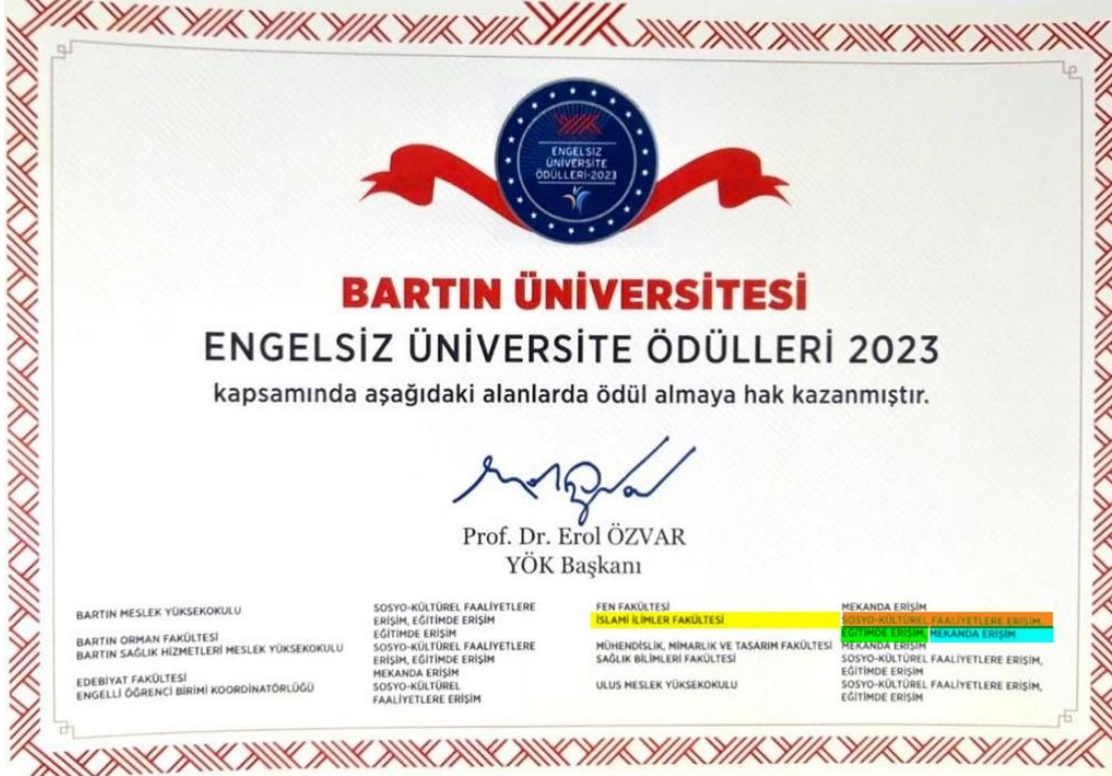 ENGELSİZ
ÜNİVERSİTE
ÖDÜLLERİ-2023
BARTIN ÜNİVERSİTESİ
ENGELSİZ ÜNİVERSİTE ÖDÜLLERİ 2023
kapsamında aşağıdaki alanlarda ödül almaya hak kazanmıştır.
Prof. Dr. Erol ÖZVAR
YÖK Başkanı
BARTIN MESLEK YÜKSEKOKULU
SOSYO-KÜLTÜREL FAALİYETLERE
ERİŞİM, EĞİTİMDE ERİŞİM
BARTIN ORMAN FAKÜLTESİ
EĞİTİMDE ERİŞİM
BARTIN SAĞLIK HİZMETLERİ MESLEK YÜKSEKOKULU
SOSYO-KÜLTÜREL FAALİYETLERE
ERİŞİM, EĞİTİMDE ERİŞİM
EDEBİYAT FAKÜLTESİ
MEKANDA ERİŞİM
ENGELLİ ÖĞRENCİ BİRİMİ KOORDİNATÖRLÜĞÜ
SOSYO-KÜLTÜREL
FAALİYETLERE ERİŞİM
FEN FAKÜLTESİ
MEKANDA ERİŞİM
İSLAMİ İLİMLER FAKÜLTESİ
SOSYO-KÜLTÜREL FAALİYETLERE ERİŞİM,
EĞİTİMDE ERİŞİM, MEKANDA ERİŞİM
MÜHENDİSLİK, MİMARLIK VE TASARIM FAKÜLTESİ
MEKANDA ERİŞİM
SAĞLIK BİLİMLERİ FAKÜLTESİ
SOSYO-KÜLTÜREL FAALİYETLERE ERİŞİM,
EĞİTİMDE ERİŞİM
ULUS MESLEK YÜKSEKOKULU
SOSYO-KÜLTÜREL FAALİYETLERE ERİŞİM,
EĞİTİMDE ERİŞİM